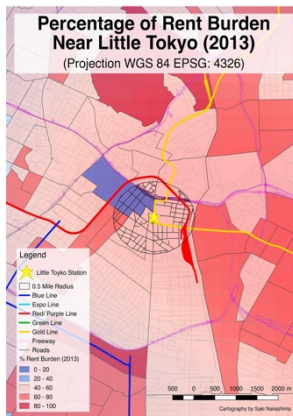 Percentage of Rent Burden
Near Little Tokyo (2013)
(Projection WGS 84 EPSG: 4326)
Legend
Little Toyko Station
0.5 Mile Radius
Blue Line
Expo Line
Red/ Purple Line
Green Line
Gold Line
Freeway
Roads
% Rent Burden (2013)
0 - 20
20 - 40
40 - 60
60 - 80
80 - 100
500 0 500 1000 1500 2000 m
Cartography by Saki Nakashima